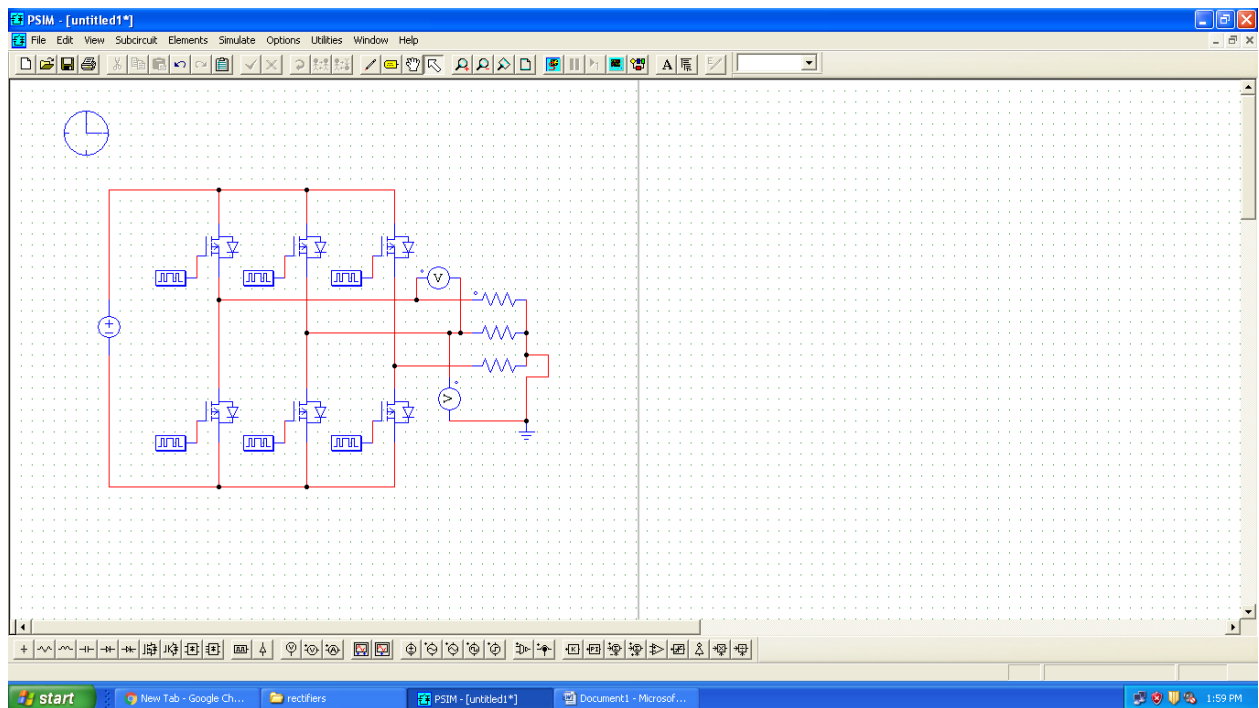 PSIM - [untitled1*]
File Edit View Subcircuit Elements Simulate Options Utilities Window Help
V
V
start New Tab - Google Ch... rectifiers PSIM - [untitled1*] Document1 - Microsof... 1:59 PM